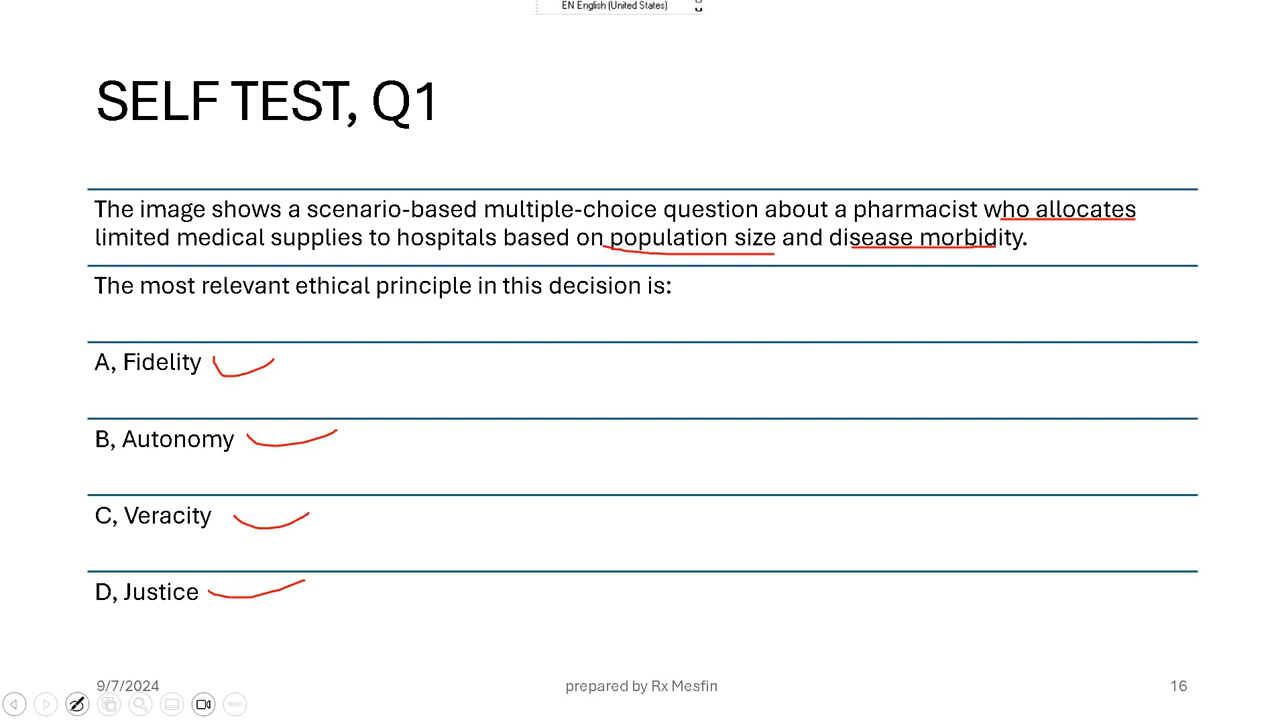 EN English (United States)
SELF TEST, Q1
The image shows a scenario-based multiple-choice question about a pharmacist who allocates
limited medical supplies to hospitals based on population size and disease morbidity.
The most relevant ethical principle in this decision is:
A, Fidelity
B, Autonomy
C, Veracity
D, Justice
9/7/2024
prepared by Rx Mesfin
16